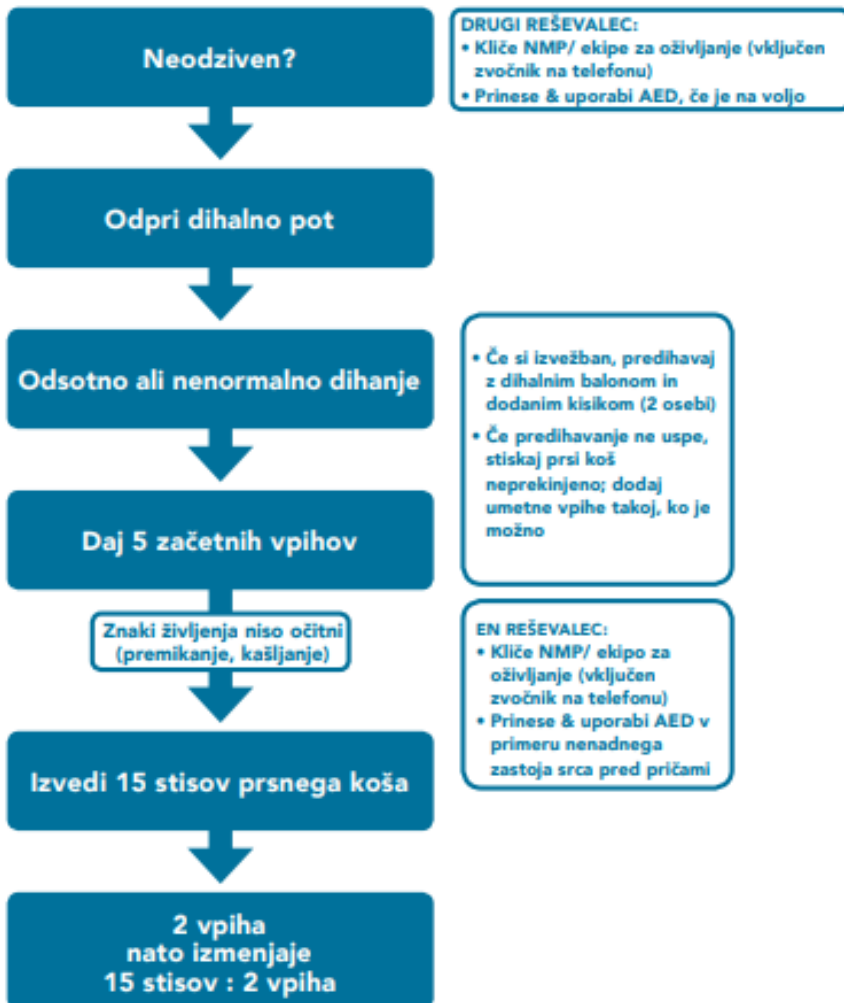 Neodziven?
DRUGI REŠEVALEC:
• Kliče NMP/ ekipe za oživljanje (vključen
zvočnik na telefonu)
• Prinese & uporabi AED, če je na voljo
Odpri dihalno pot
Odsotno ali nenormalno dihanje
• Če si izvežban, predihavaj
z dihalnim balonom in
dodanim kisikom (2 osebi)
• Če predihavanje ne uspe,
stiskaj prsi koš
neprekinjeno; dodaj
umetne vpihe takoj, ko je
možno
Daj 5 začetnih vpihov
Znaki življenja niso očitni
(premikanje, kašljanje)
EN REŠEVALEC:
• Kliče NMP/ ekipo za
oživljanje (vključen
zvočnik na telefonu)
• Prinese & uporabi AED v
primeru nenadnega
zastoja srca pred pričami
Izvedi 15 stisov prsnega koša
2 vpiha
nato izmenjaje
15 stisov : 2 vpiha